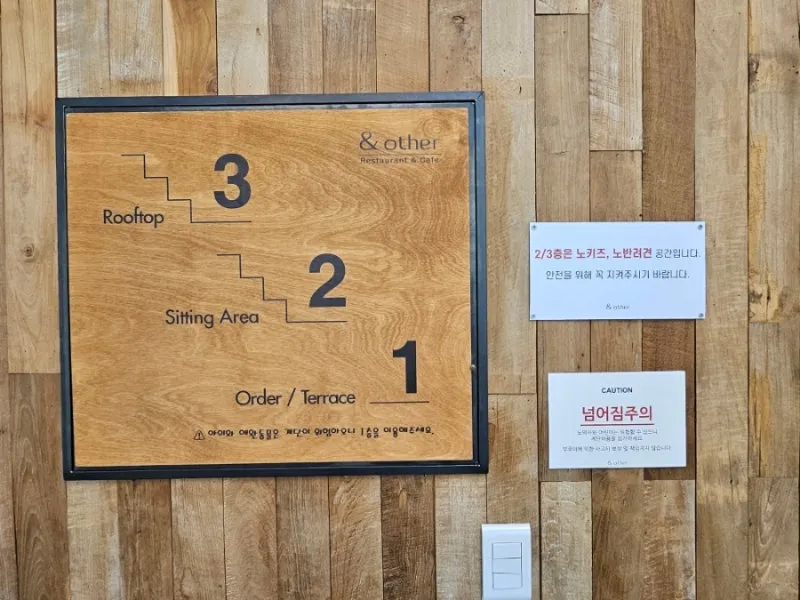 & other
Restaurant & Cafe
3
Rooftop
2
Sitting Area
1
Order / Terrace
아이와 애완동물은 계단이 위험하오니 1층을 이용해주세요.
2/3층은 노키즈, 노반려견 공간입니다.
안전을 위해 꼭 지켜주시기 바랍니다.
& other
CAUTION
넘어짐주의
& other